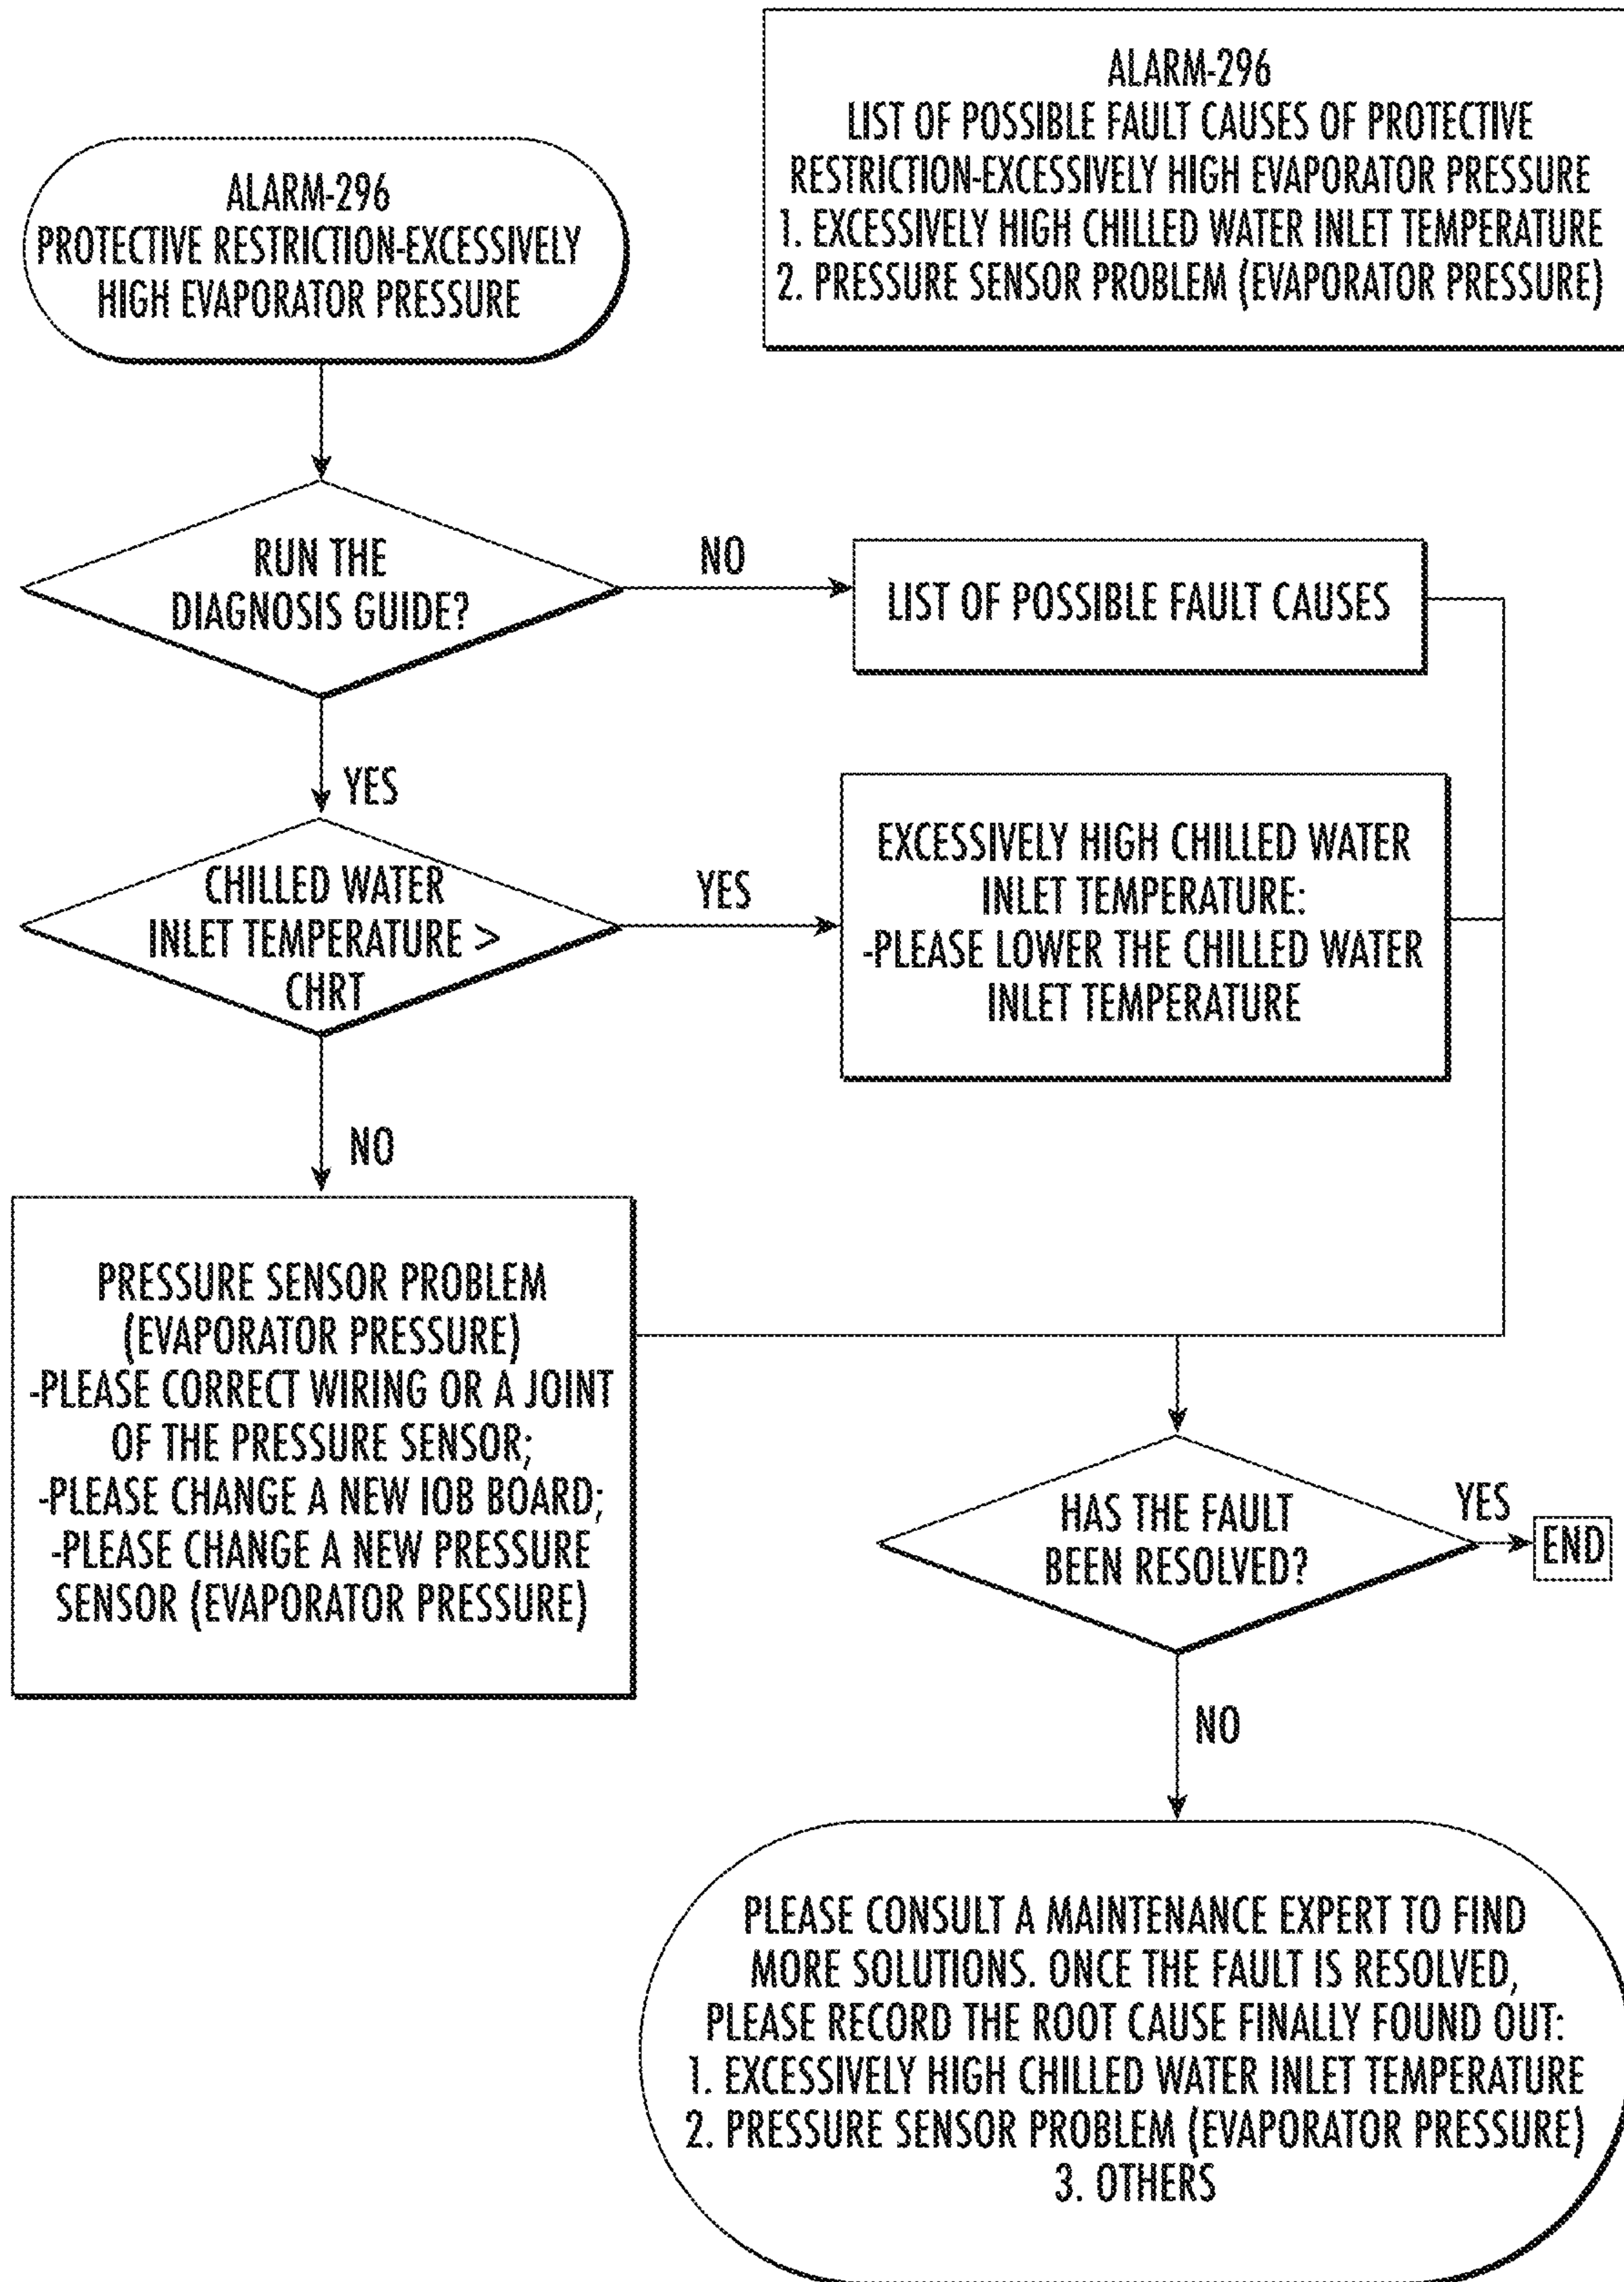 ALARM-296
PROTECTIVE RESTRICTION-EXCESSIVELY
HIGH EVAPORATOR PRESSURE
ALARM-296
LIST OF POSSIBLE FAULT CAUSES OF PROTECTIVE
RESTRICTION-EXCESSIVELY HIGH EVAPORATOR PRESSURE
1. EXCESSIVELY HIGH CHILLED WATER INLET TEMPERATURE
2. PRESSURE SENSOR PROBLEM (EVAPORATOR PRESSURE)
RUN THE
DIAGNOSIS GUIDE?
NO
LIST OF POSSIBLE FAULT CAUSES
YES
CHILLED WATER
INLET TEMPERATURE >
CHRT
YES
EXCESSIVELY HIGH CHILLED WATER
INLET TEMPERATURE:
-PLEASE LOWER THE CHILLED WATER
INLET TEMPERATURE
NO
PRESSURE SENSOR PROBLEM
(EVAPORATOR PRESSURE)
-PLEASE CORRECT WIRING OR A JOINT
OF THE PRESSURE SENSOR;
-PLEASE CHANGE A NEW IOB BOARD;
-PLEASE CHANGE A NEW PRESSURE
SENSOR (EVAPORATOR PRESSURE)
HAS THE FAULT
BEEN RESOLVED?
YES
END
NO
PLEASE CONSULT A MAINTENANCE EXPERT TO FIND
MORE SOLUTIONS. ONCE THE FAULT IS RESOLVED,
PLEASE RECORD THE ROOT CAUSE FINALLY FOUND OUT:
1. EXCESSIVELY HIGH CHILLED WATER INLET TEMPERATURE
2. PRESSURE SENSOR PROBLEM (EVAPORATOR PRESSURE)
3. OTHERS